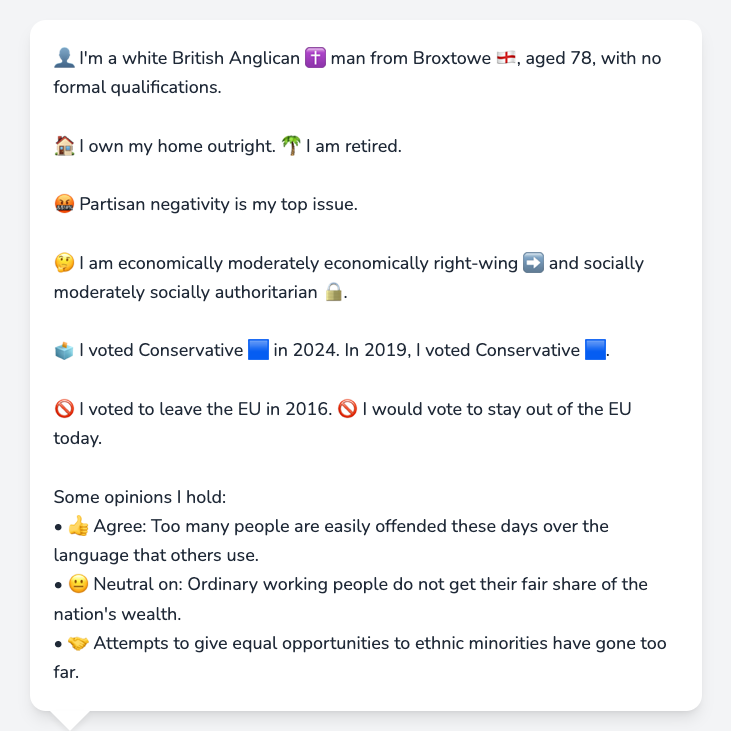 👤 I'm a white British Anglican ✝️ man from Broxtowe 🏴󠁧󠁢󠁥󠁮󠁧󠁿, aged 78, with no
formal qualifications.
🏠 I own my home outright. 🌴 I am retired.
🤬 Partisan negativity is my top issue.
🤔 I am economically moderately economically right-wing ➡️ and socially
moderately socially authoritarian 🔒.
🗳️ I voted Conservative 🟦 in 2024. In 2019, I voted Conservative 🟦.
🚫 I voted to leave the EU in 2016. 🚫 I would vote to stay out of the EU
today.
Some opinions I hold:
• 👍 Agree: Too many people are easily offended these days over the
language that others use.
• 😐 Neutral on: Ordinary working people do not get their fair share of the
nation's wealth.
• 🤝 Attempts to give equal opportunities to ethnic minorities have gone too
far.